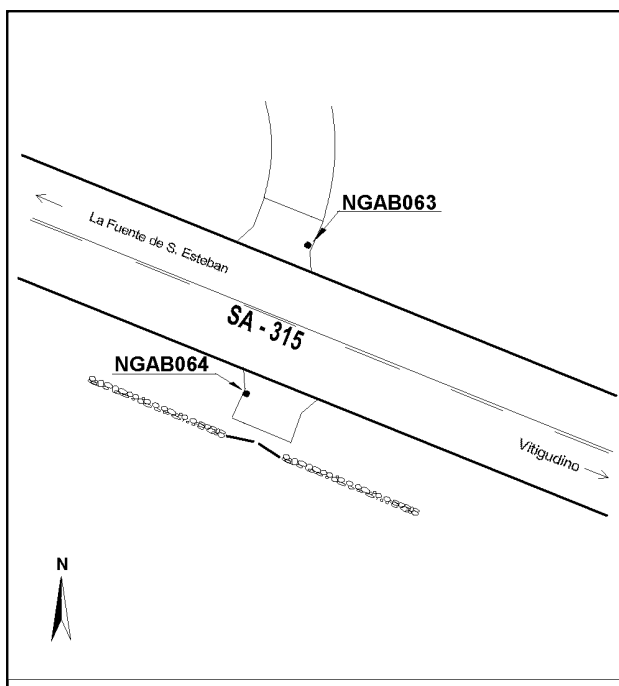 NGAB063
La Fuente de S. Esteban
SA - 315
NGAB064
Vitigudino
N